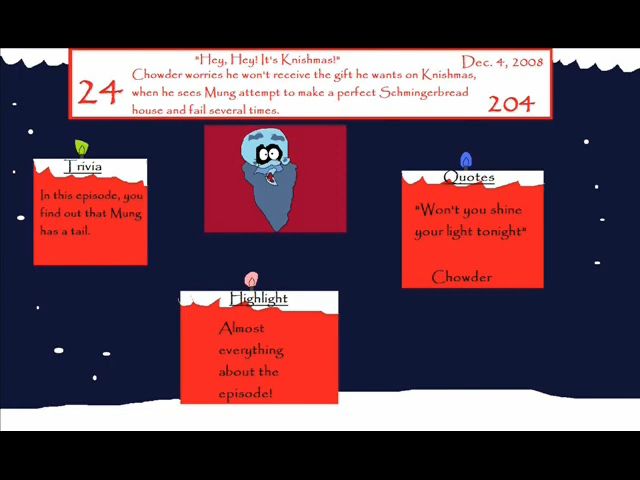 "Hey, Hey! It's Knishmas!"
Dec. 4, 2008
Chowder worries he won't receive the gift he wants on Knishmas,
24
when he sees Mung attempt to make a perfect Schmingerbread
204
house and fail several times.
Trivia
In this episode, you
find out that Mung
has a tail.
Quotes
"Won't you shine
your light tonight"
Chowder
Highlight
Almost
everything
about the
episode!